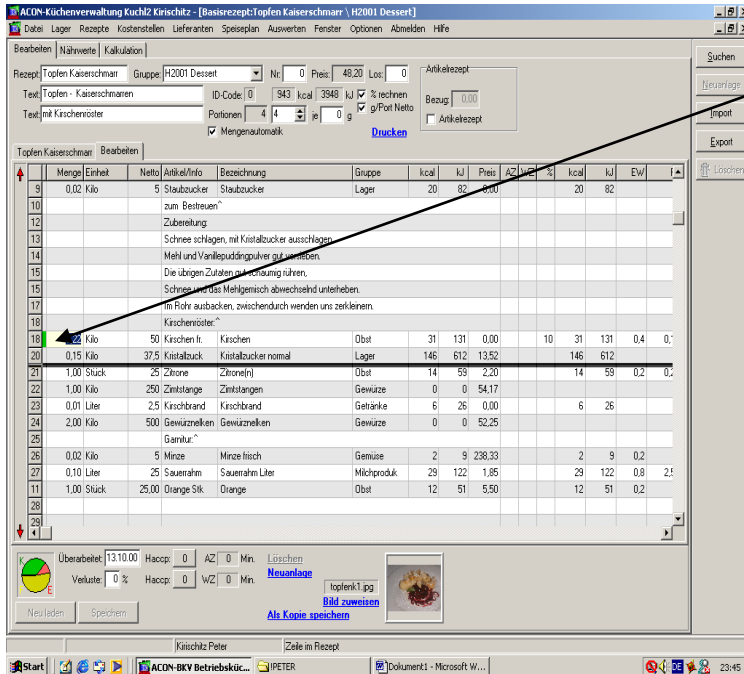 ACON-Küchenverwaltung Kuchl2 Kirischitz - [Basisrezept:Topfen Kaiserschmarr \ H2001 Dessert]
Datei Lager Rezepte Kostenstellen Lieferanten Speiseplan Auswerten Fenster Optionen Abmelden Hilfe
Bearbeiten Nährwerte Kalkulation
Rezept: Topfen Kaiserschmarr Gruppe: H2001 Dessert Nr: 0 Preis: 48,20 Los: 0 Artikelrezept
Text: Topfen - Kaiserschmarren ID-Code: 0 943 kcal 3948 kJ % rechnen Bezug: 0,00
Text: mit Kirschenröster Portionen 4 4 je 0 g g/Port Netto Artikelrezept
Mengenautomatik Drucken
Suchen
Neuanlage
Import
Export
Löschen
Topfen Kaiserschmarr Bearbeiten
Menge Einheit Netto Artikel/Info Bezeichnung Gruppe kcal kJ Preis AZ WZ % kcal kJ EW
9 0,02 Kilo 5 Staubzucker Staubzucker Lager 20 82 0,00 20 82
10 zum Bestreuen^
12 Zubereitung:
13 Schnee schlagen, mit Kristallzucker ausschlagen
14 Mehl und Vanillepuddingpulver gut versieben.
15 Die übrigen Zutaten gut schaumig rühren,
15 Schnee und das Mehlgemisch abwechselnd unterheben.
17 Im Rohr ausbacken, zwischendurch wenden uns zerkleinern.
18 Kirschenröster:^
18 22 Kilo 50 Kirschen fr. Kirschen Obst 31 131 0,00 10 31 131 0,4
20 0,15 Kilo 37,5 Kristallzuck Kristallzucker normal Lager 146 612 13,52 146 612
21 1,00 Stück 25 Zitrone Zitrone(n) Obst 14 59 2,20 14 59 0,2
22 1,00 Kilo 250 Zimtstange Zimtstangen Gewürze 0 0 54,17
23 0,01 Liter 2,5 Kirschbrand Kirschbrand Getränke 6 26 0,00 6 26
24 2,00 Kilo 500 Gewürznelken Gewürznelken Gewürze 0 0 52,25
25 Garnitur:^
26 0,02 Kilo 5 Minze Minze frisch Gemüse 2 9 238,33 2 9 0,2
27 0,10 Liter 25 Sauerrahm Sauerrahm Liter Milchproduk 29 122 1,85 29 122 0,8
11 1,00 Stück 25,00 Orange Stk Orange Obst 12 51 5,50 12 51 0,2
28
29
K E Überarbeitet: 13.10.00 Haccp: 0 AZ 0 Min. Löschen
Verluste: 0 % Haccp: 0 WZ 0 Min. Neuanlage
topfenk1.jpg
Bild zuweisen
Neu laden Speichern Als Kopie speichern
Kirischitz Peter Zeile im Rezept
Start ACON-BKV Betriebsküc... IPETER Dokument1 - Microsoft W... DE 23:45